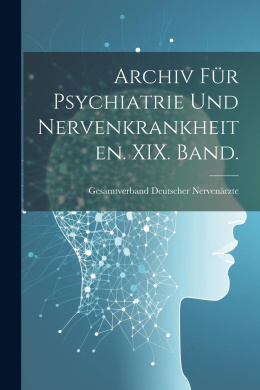 Archiv Für
Psychiatrie Und
Nervenkrankheit
en. XIX. Band.
Gesamtverband Deutscher Nervenärzte